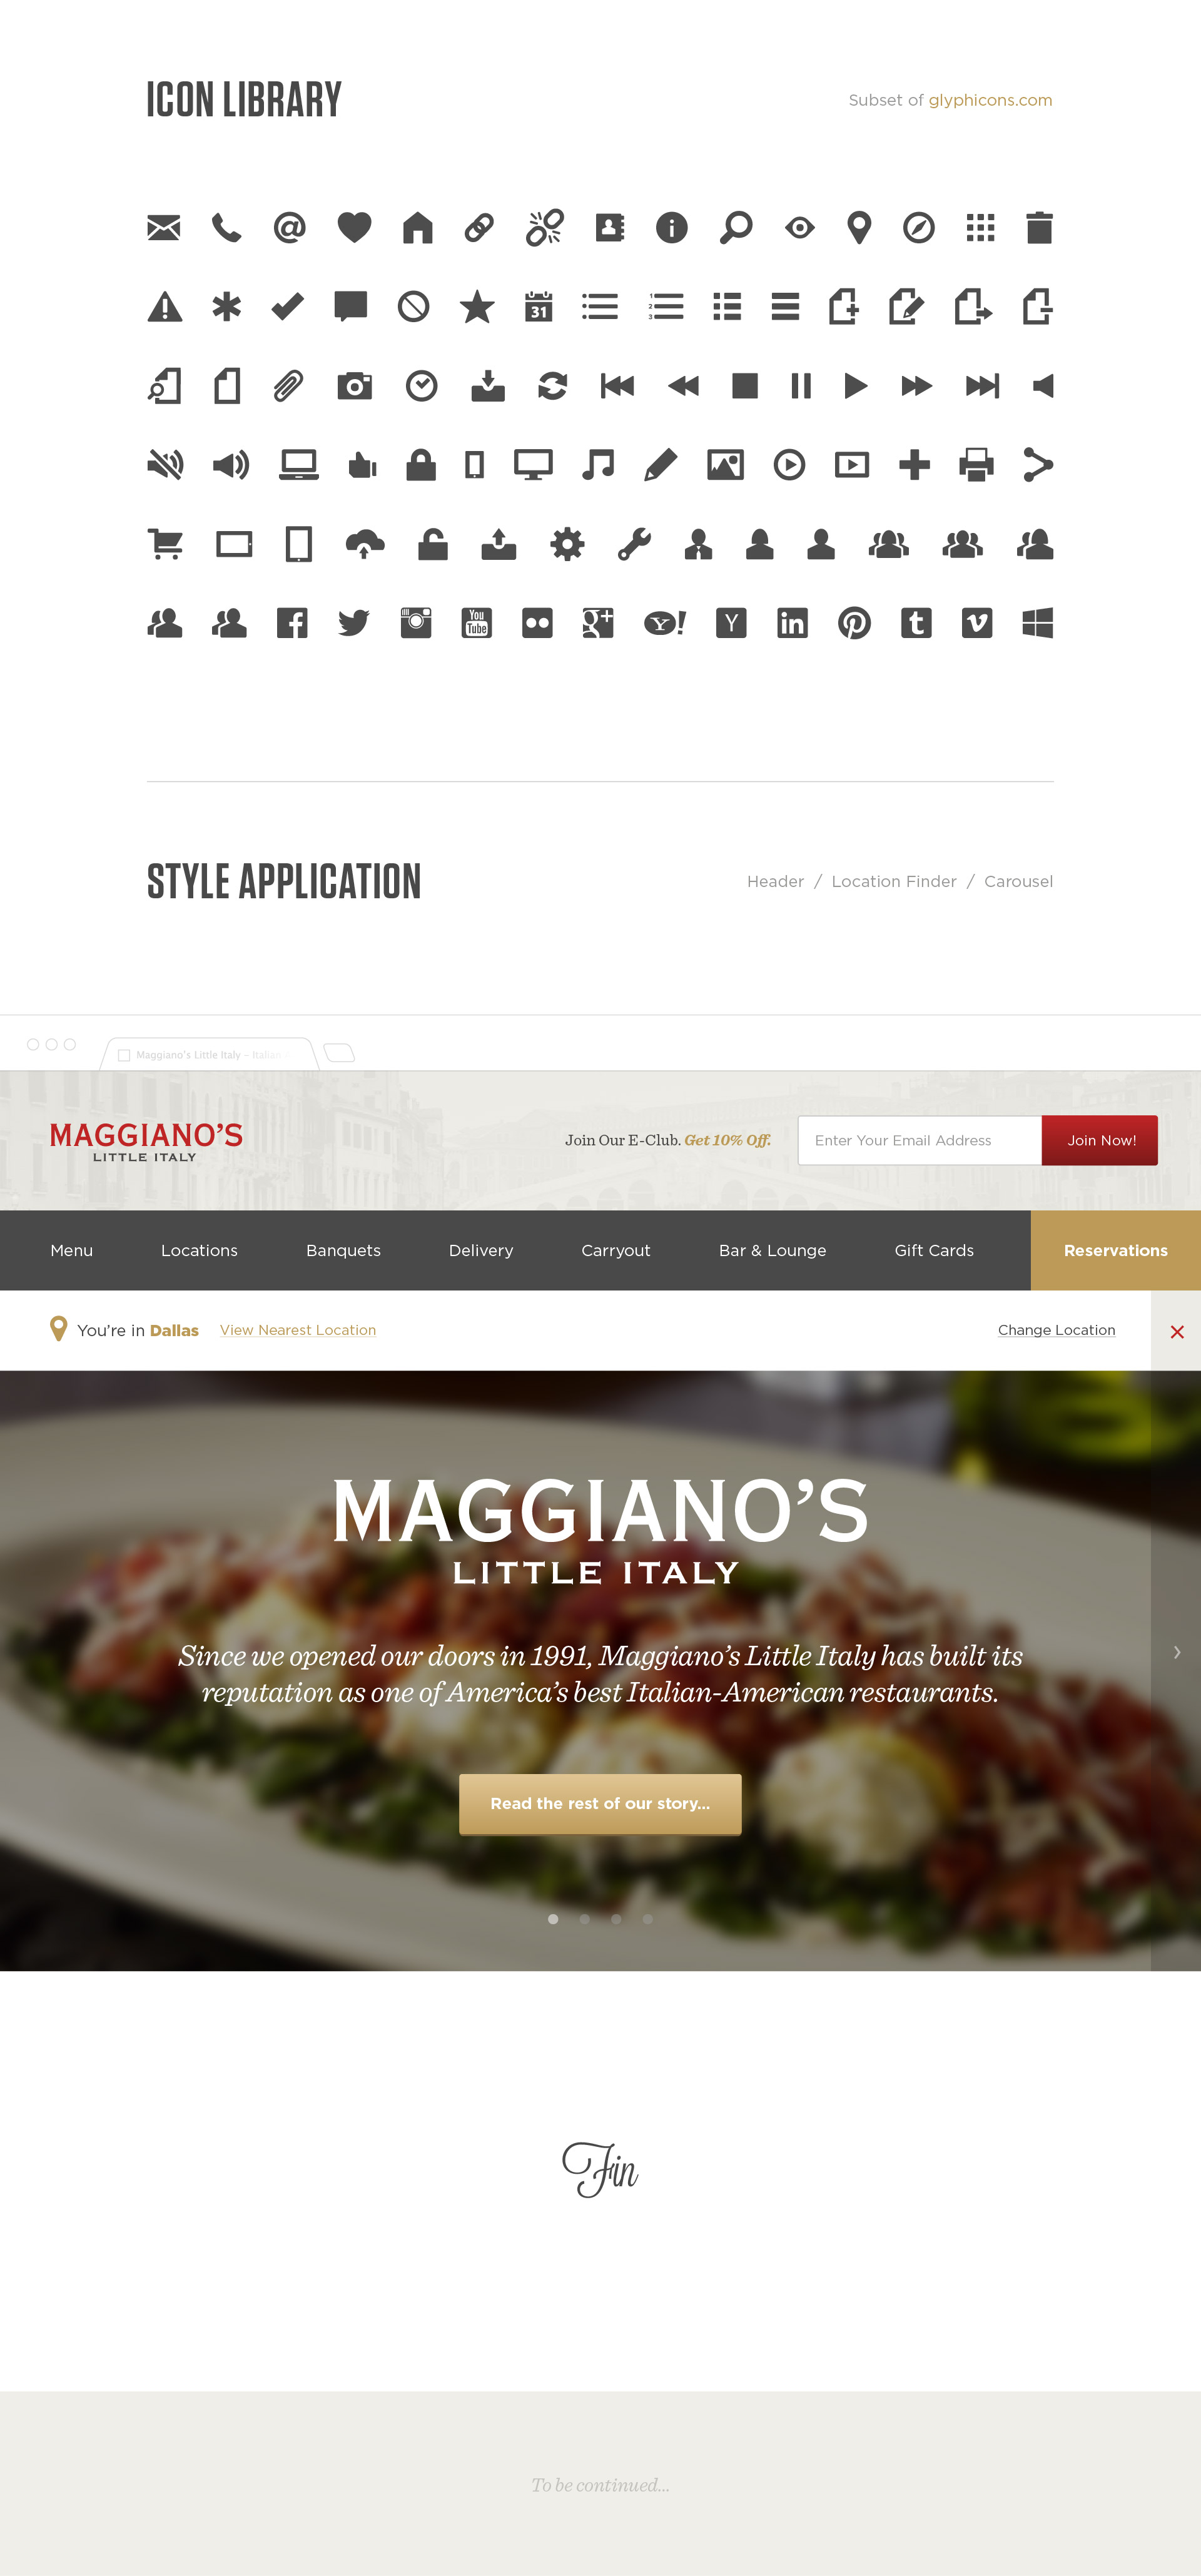 ICON LIBRARY
Subset of glyphicons.com
31
You
Tube
STYLE APPLICATION
Header / Location Finder / Carousel
Maggiano's Little Italy – Italian
MAGGIANO'S
LITTLE ITALY
Join Our E-Club. Get 10% Off.
Enter Your Email Address
Join Now!
Menu
Locations
Banquets
Delivery
Carryout
Bar & Lounge
Gift Cards
Reservations
You're in Dallas
View Nearest Location
Change Location
MAGGIANO'S
LITTLE ITALY
Since we opened our doors in 1991, Maggiano's Little Italy has built its
reputation as one of America's best Italian-American restaurants.
Read the rest of our story...
Fin
To be continued...